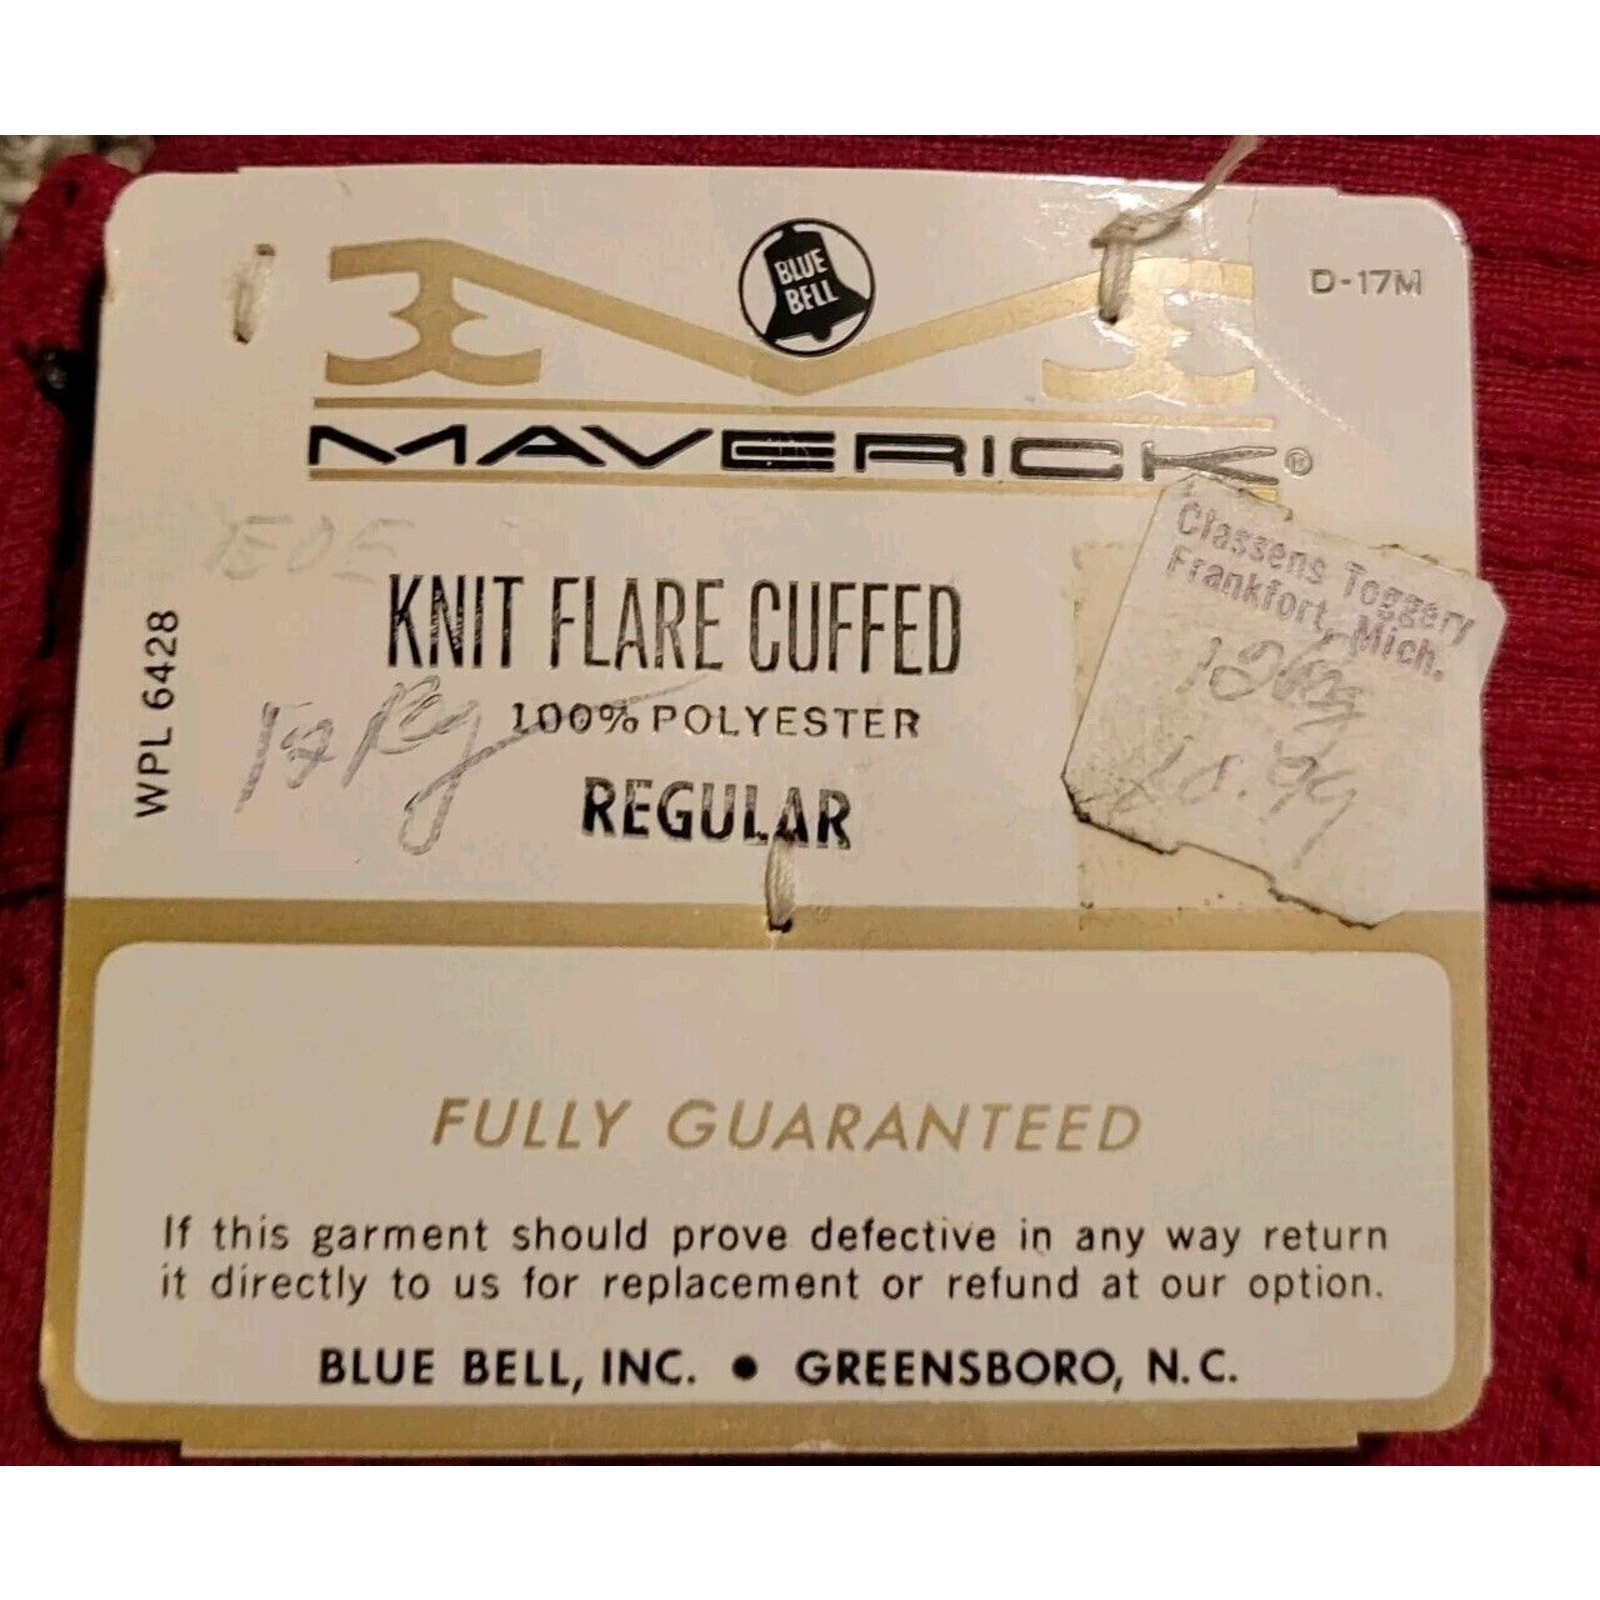 BLUE
BELL
D-17M
MAVERICK®
Classens Toggery
Frankfort, Mich.
KNIT FLARE CUFFED
100% POLYESTER
REGULAR
WPL 6428
FULLY GUARANTEED
If this garment should prove defective in any way return
it directly to us for replacement or refund at our option.
BLUE BELL, INC. • GREENSBORO, N. C.